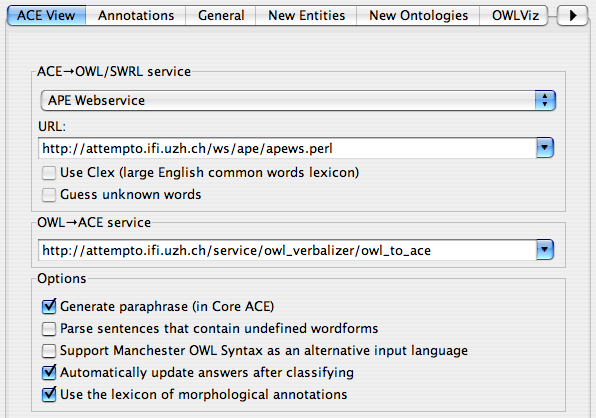 ACE View Annotations General New Entities New Ontologies OWLViz
ACE→OWL/SWRL service
APE Webservice
URL:
http://attempto.ifi.uzh.ch/ws/ape/apews.perl
Use Clex (large English common words lexicon)
Guess unknown words
OWL→ACE service
http://attempto.ifi.uzh.ch/service/owl_verbalizer/owl_to_ace
Options
Generate paraphrase (in Core ACE)
Parse sentences that contain undefined wordforms
Support Manchester OWL Syntax as an alternative input language
Automatically update answers after classifying
Use the lexicon of morphological annotations